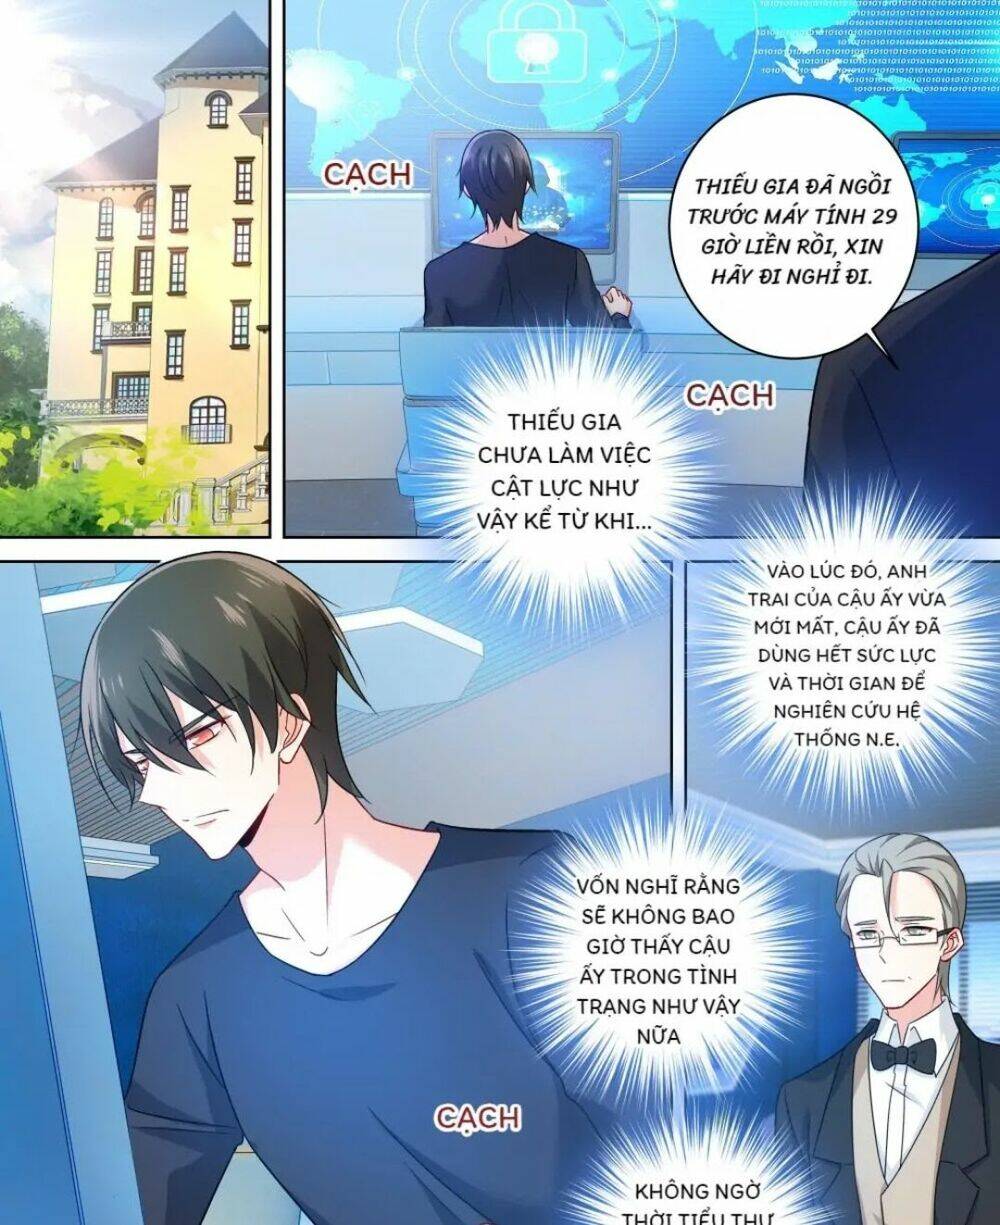 CẠCH
THIẾU GIA ĐÃ NGỒI
TRƯỚC MÁY TÍNH 29
GIỜ LIỀN RỒI, XIN
HÃY ĐI NGHỈ ĐI.
CẠCH
THIẾU GIA
CHƯA LÀM VIỆC
CẬT LỰC NHƯ
VẬY KỂ TỪ KHI...
VÀO LÚC ĐÓ, ANH
TRAI CỦA CẬU ẤY VỪA
MỚI MẤT, CẬU ẤY ĐÃ
DÙNG HẾT SỨC LỰC
VÀ THỜI GIAN ĐỂ
NGHIÊN CỨU HỆ
THỐNG N.E.
VỐN NGHĨ RẰNG
SẼ KHÔNG BAO
GIỜ THẤY CẬU
ẤY TRONG TÌNH
TRẠNG NHƯ VẬY
NỮA
CẠCH
KHÔNG NGỜ
THỜI TIỂU THƯ